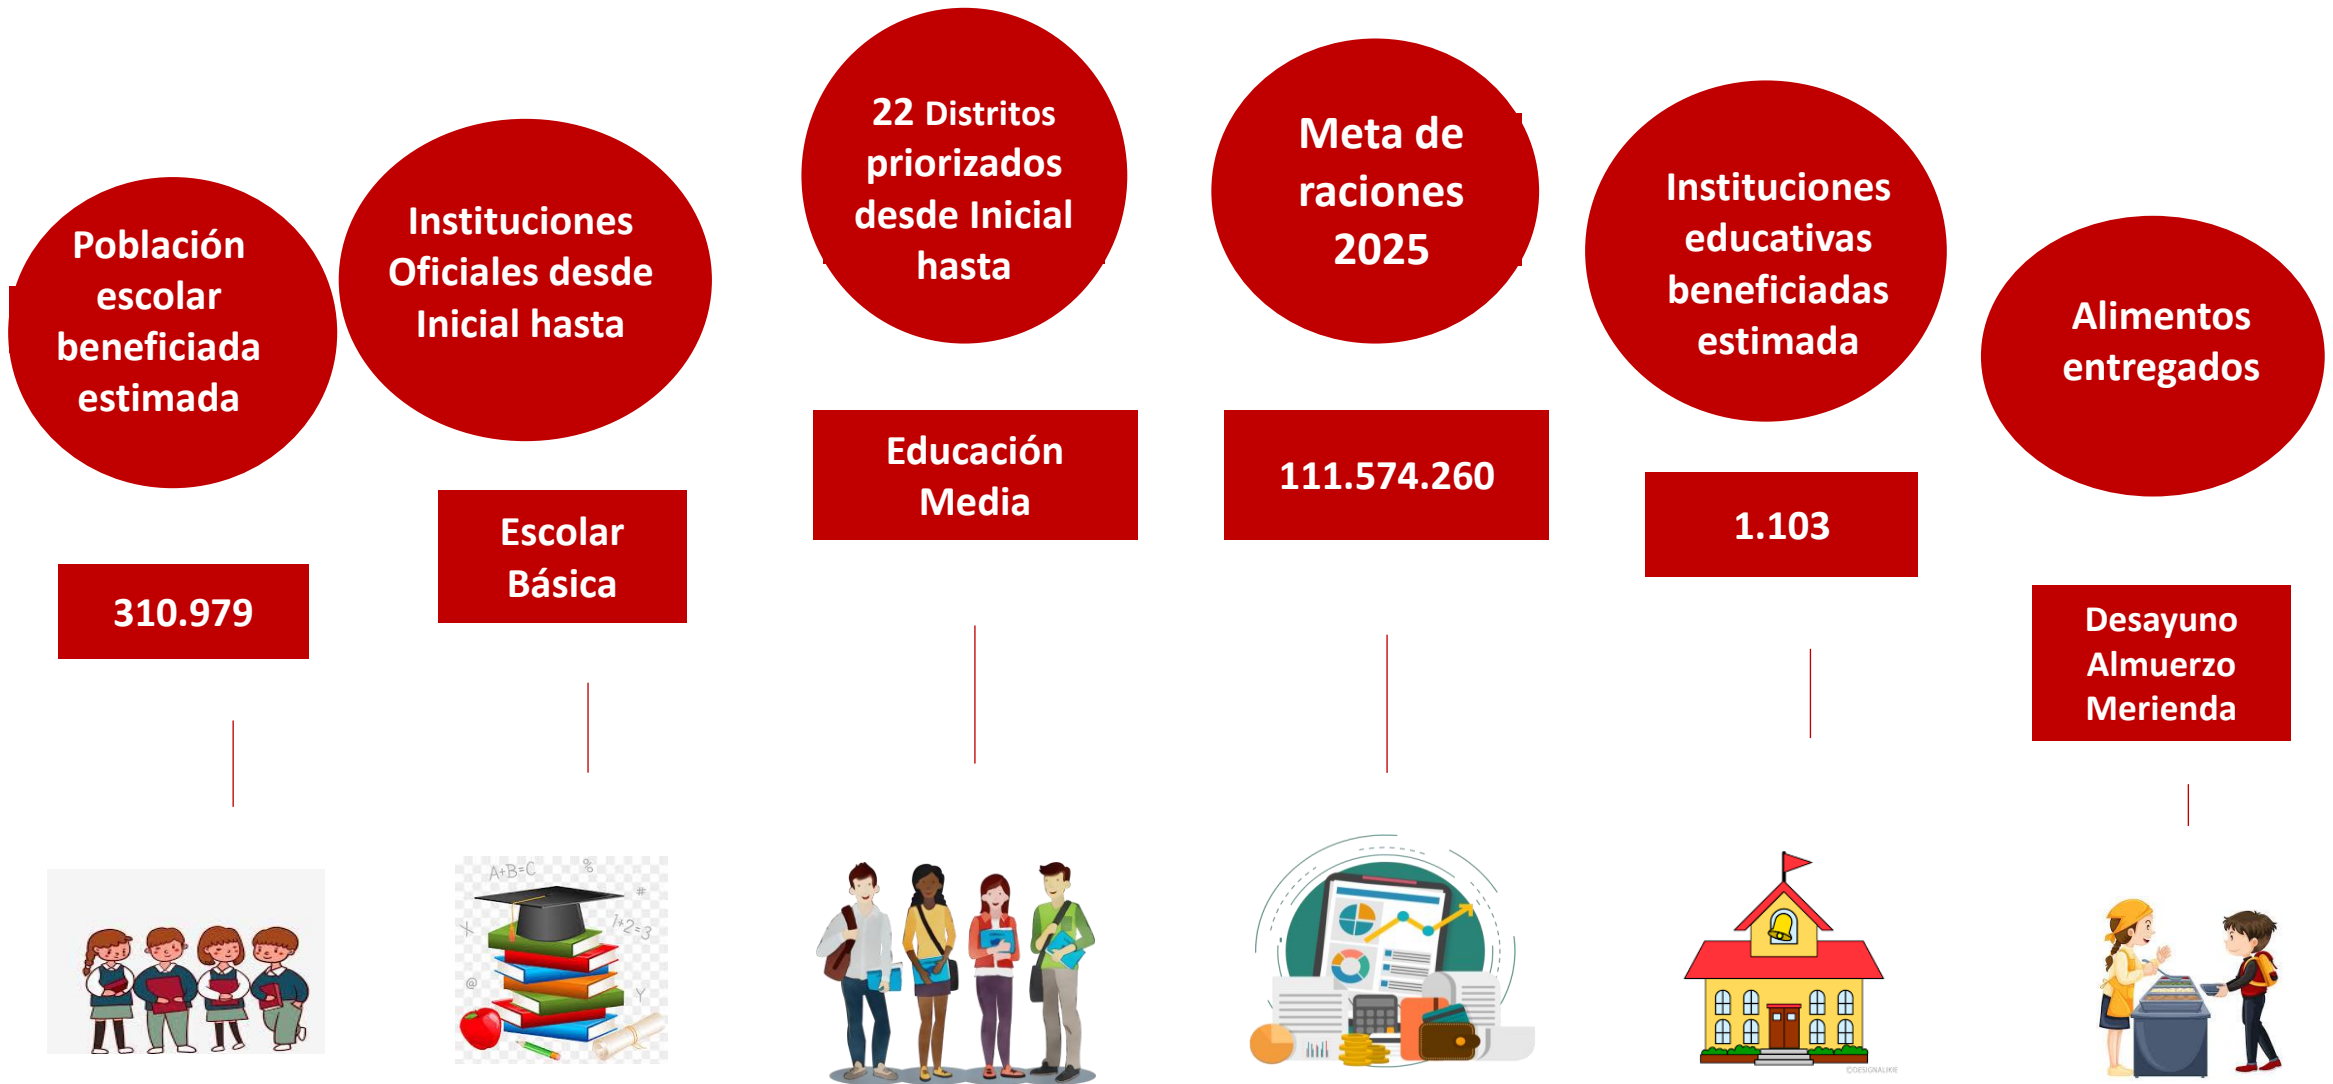 Población
escolar
beneficiada
estimada
310.979
Instituciones
Oficiales desde
Inicial hasta
Escolar
Básica
22 Distritos
priorizados
desde Inicial
hasta
Educación
Media
Meta de
raciones
2025
111.574.260
Instituciones
educativas
beneficiadas
estimada
1.103
Alimentos
entregados
Desayuno
Almuerzo
Merienda
A+B=C
%
#
X
1+2=3
@
Y
©DESIGNALIKIE